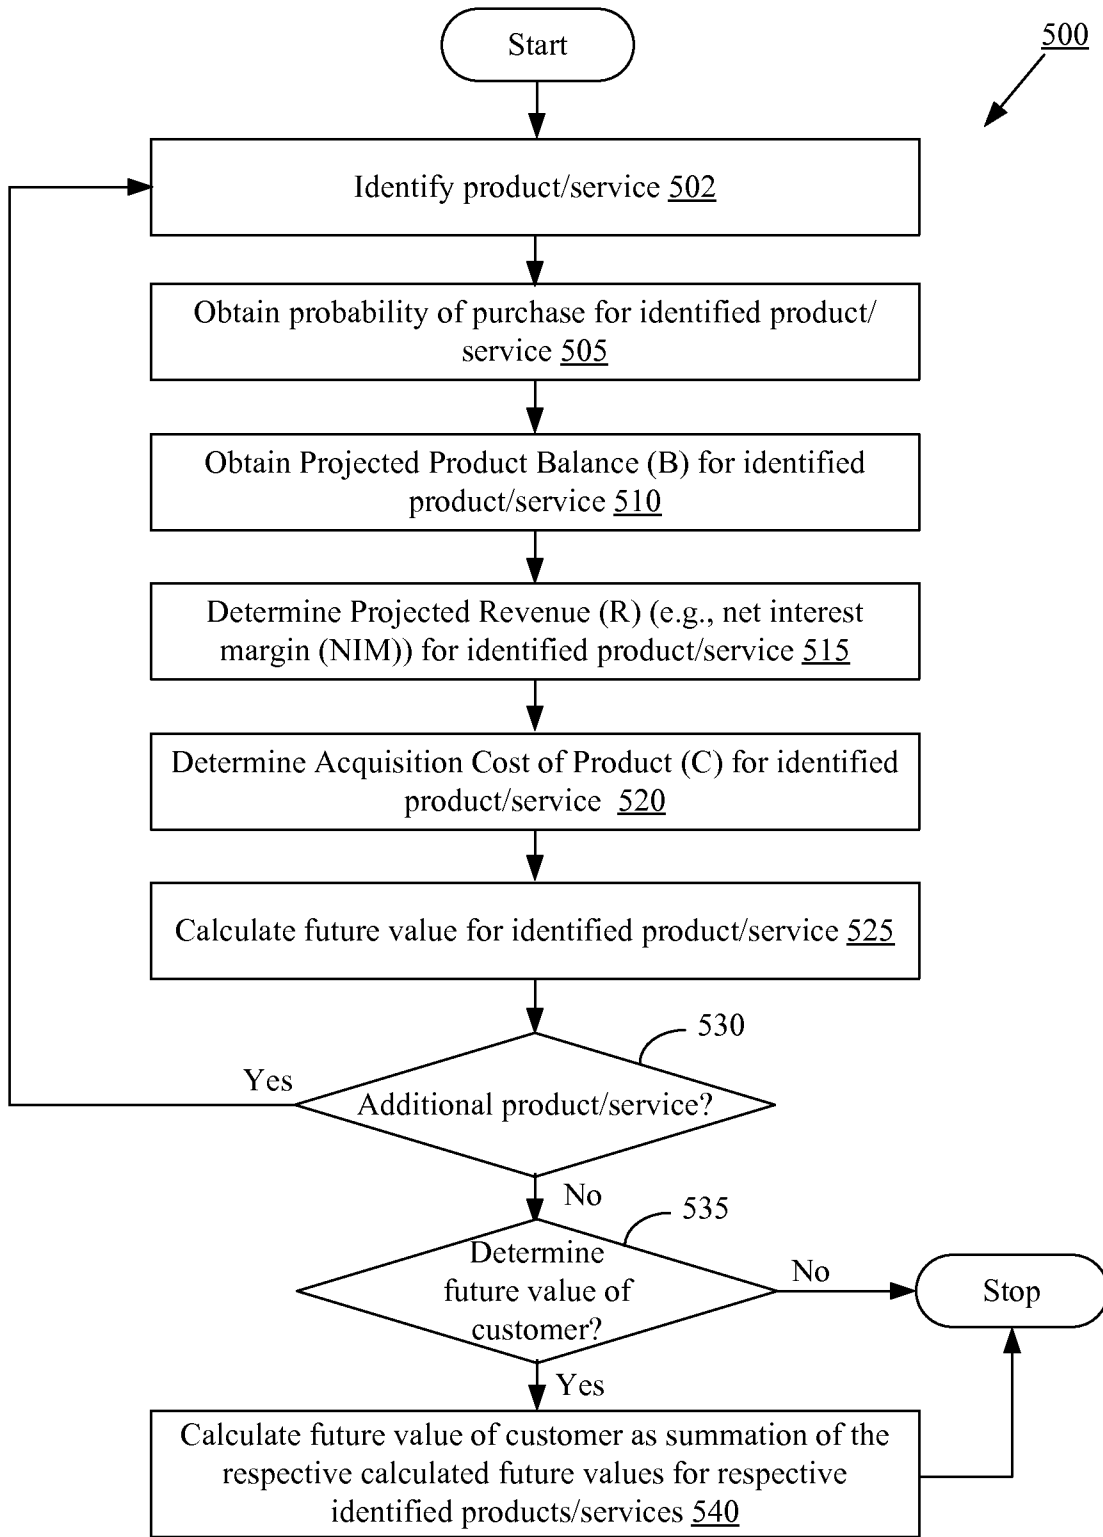 Start
500
Identify product/service 502
Obtain probability of purchase for identified product/
service 505
Obtain Projected Product Balance (B) for identified
product/service 510
Determine Projected Revenue (R) (e.g., net interest
margin (NIM)) for identified product/service 515
Determine Acquisition Cost of Product (C) for identified
product/service 520
Calculate future value for identified product/service 525
530
Yes
Additional product/service?
No
535
Determine
future value of
customer?
No
Stop
Yes
Calculate future value of customer as summation of the
respective calculated future values for respective
identified products/services 540